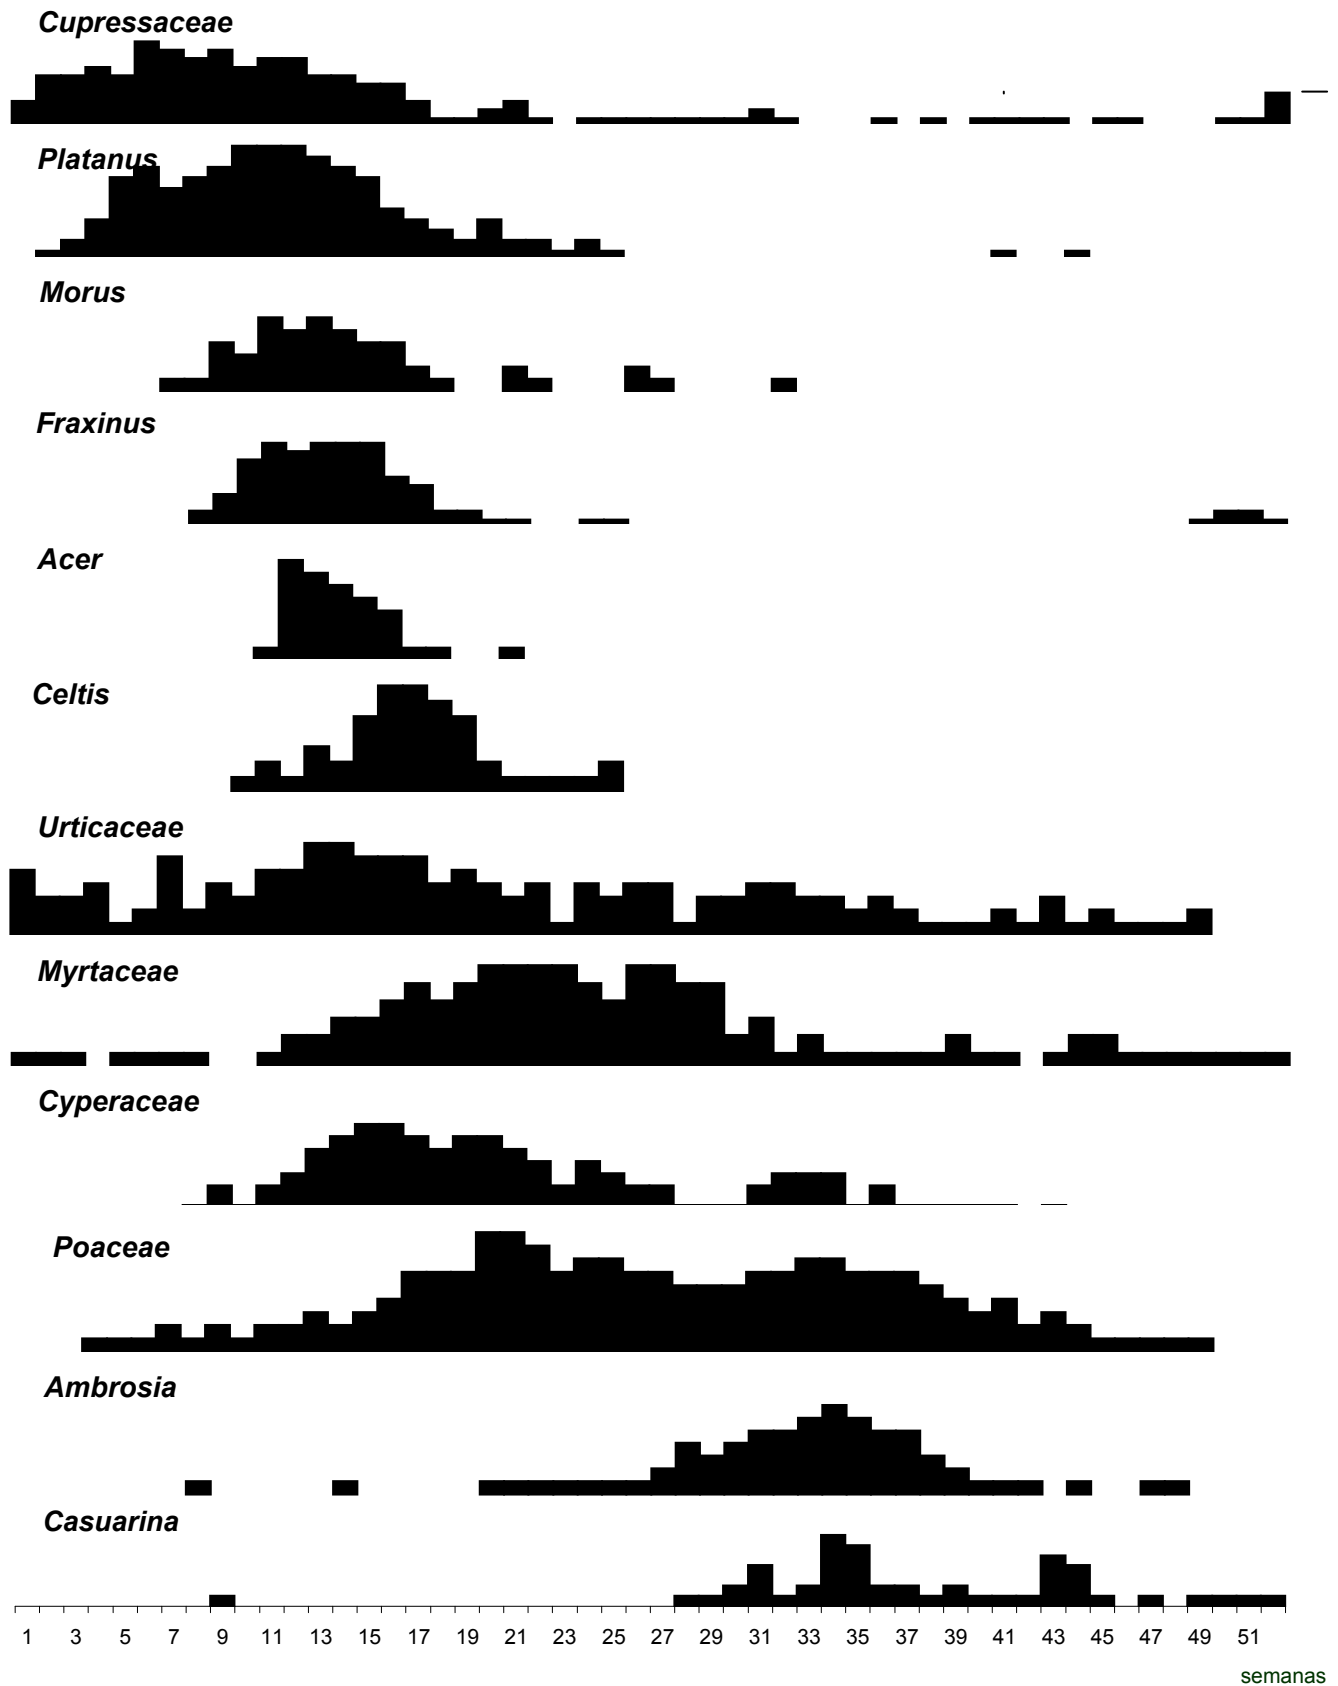 Cupressaceae
Platanus
Morus
Fraxinus
Acer
Celtis
Urticaceae
Myrtaceae
Cyperaceae
Poaceae
Ambrosia
Casuarina
1 3 5 7 9 11 13 15 17 19 21 23 25 27 29 31 33 35 37 39 41 43 45 47 49 51
semanas